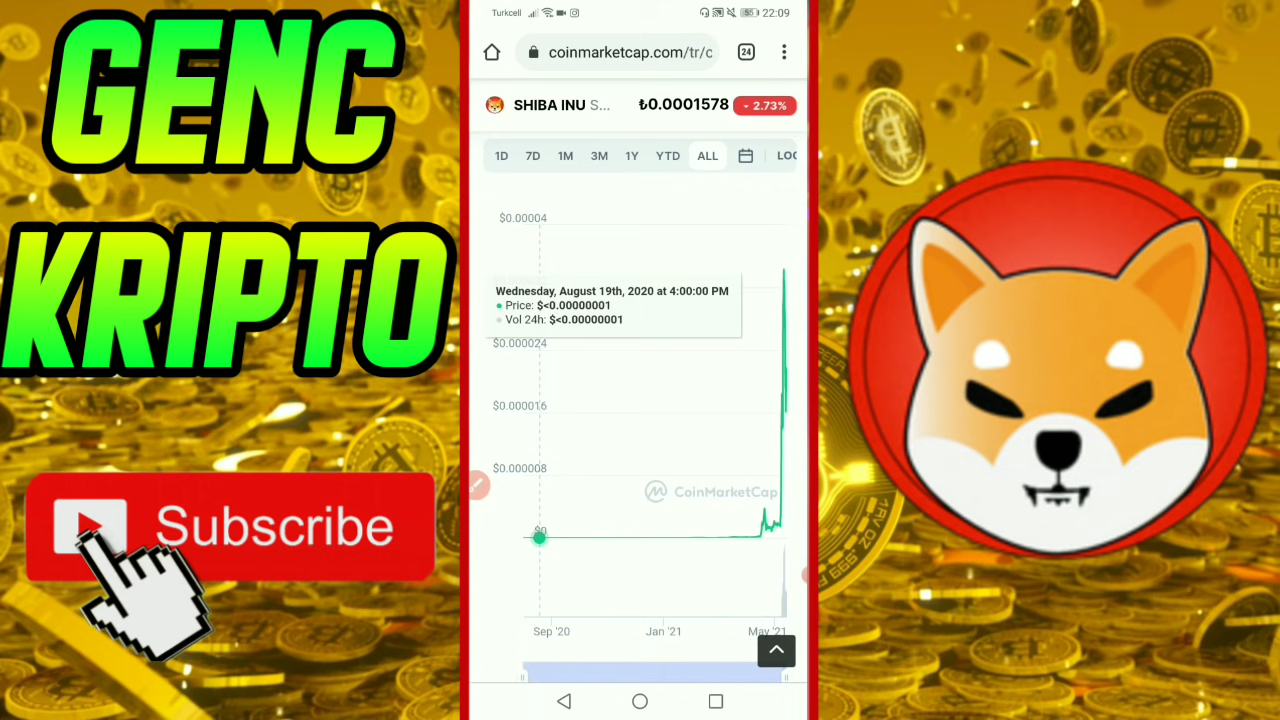 GENC
KRIPTO
Subscribe
Turkcell
55
22:09
coinmarketcap.com/tr/c
24
SHIBA INU S... ₺0.0001578 2.73%
1D 7D 1M 3M 1Y YTD ALL LOG
$0.00004
Wednesday, August 19th, 2020 at 4:00:00 PM
Price: $<0.00000001
Vol 24h: $<0.00000001
$0.000024
$0.000016
$0.000008
CoinMarketCap
$0
Sep '20 Jan '21 May '21